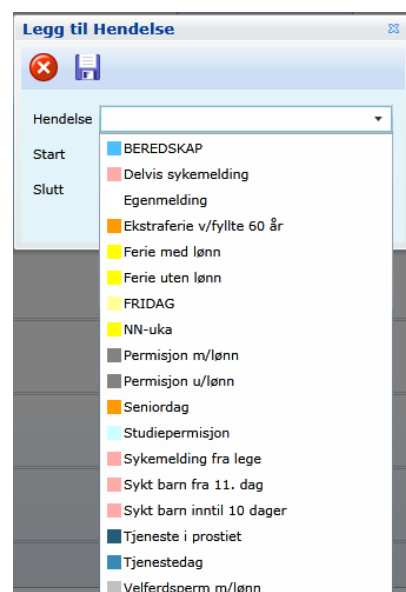 Legg til Hendelse
Hendelse
Start
Slutt
BEREDSKAP
Delvis sykemelding
Egenmelding
Ekstraferie v/fyllte 60 år
Ferie med lønn
Ferie uten lønn
FRIDAG
NN-uka
Permisjon m/lønn
Permisjon u/lønn
Seniordag
Studiepermisjon
Sykemelding fra lege
Sykt barn fra 11. dag
Sykt barn inntil 10 dager
Tjeneste i prostiet
Tjenestedag
Velferdsperm m/lønn